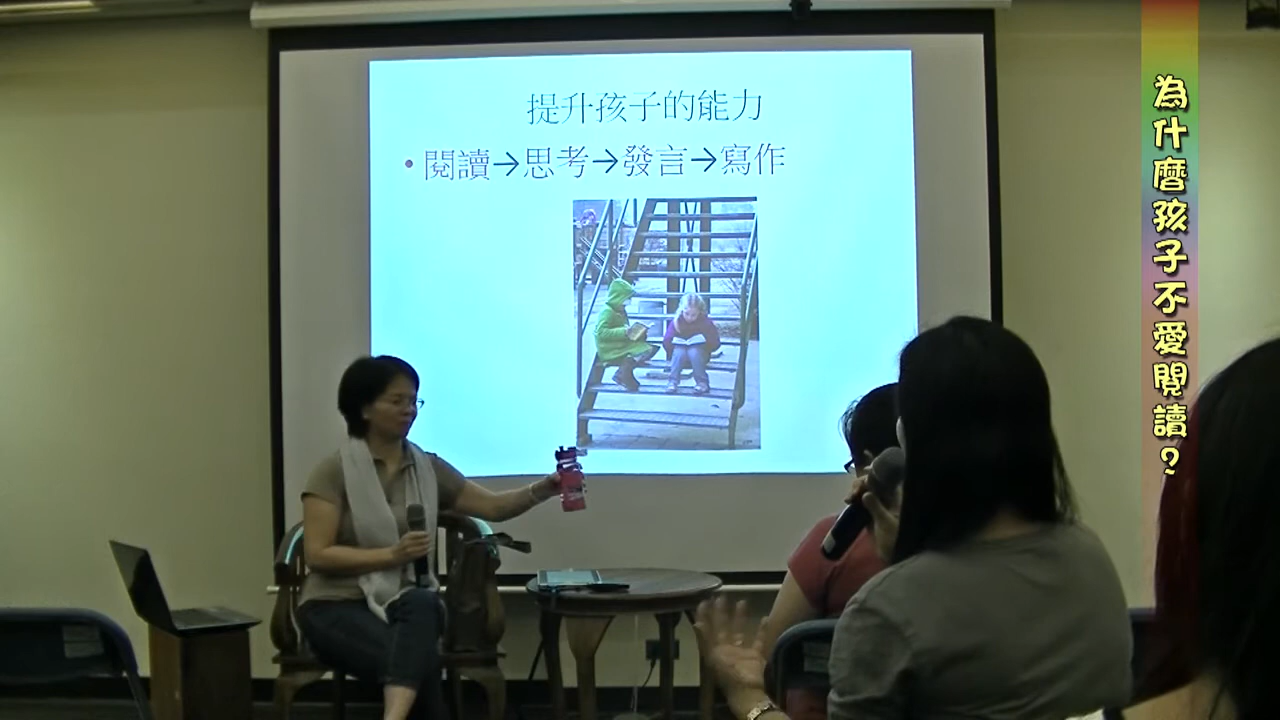 提升孩子的能力
• 閱讀→思考→發言→寫作
為什麼孩子不愛閱讀？